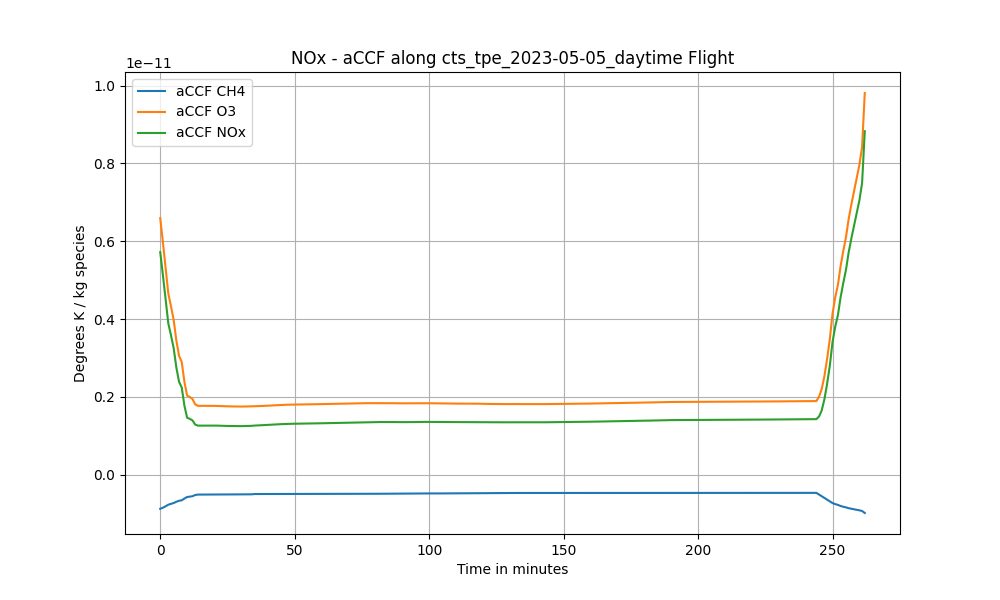 NOx - aCCF along cts_tpe_2023-05-05_daytime Flight
1e−11
aCCF CH4
aCCF O3
aCCF NOx
Degrees K / kg species
1.0
0.8
0.6
0.4
0.2
0.0
0 50 100 150 200 250
Time in minutes